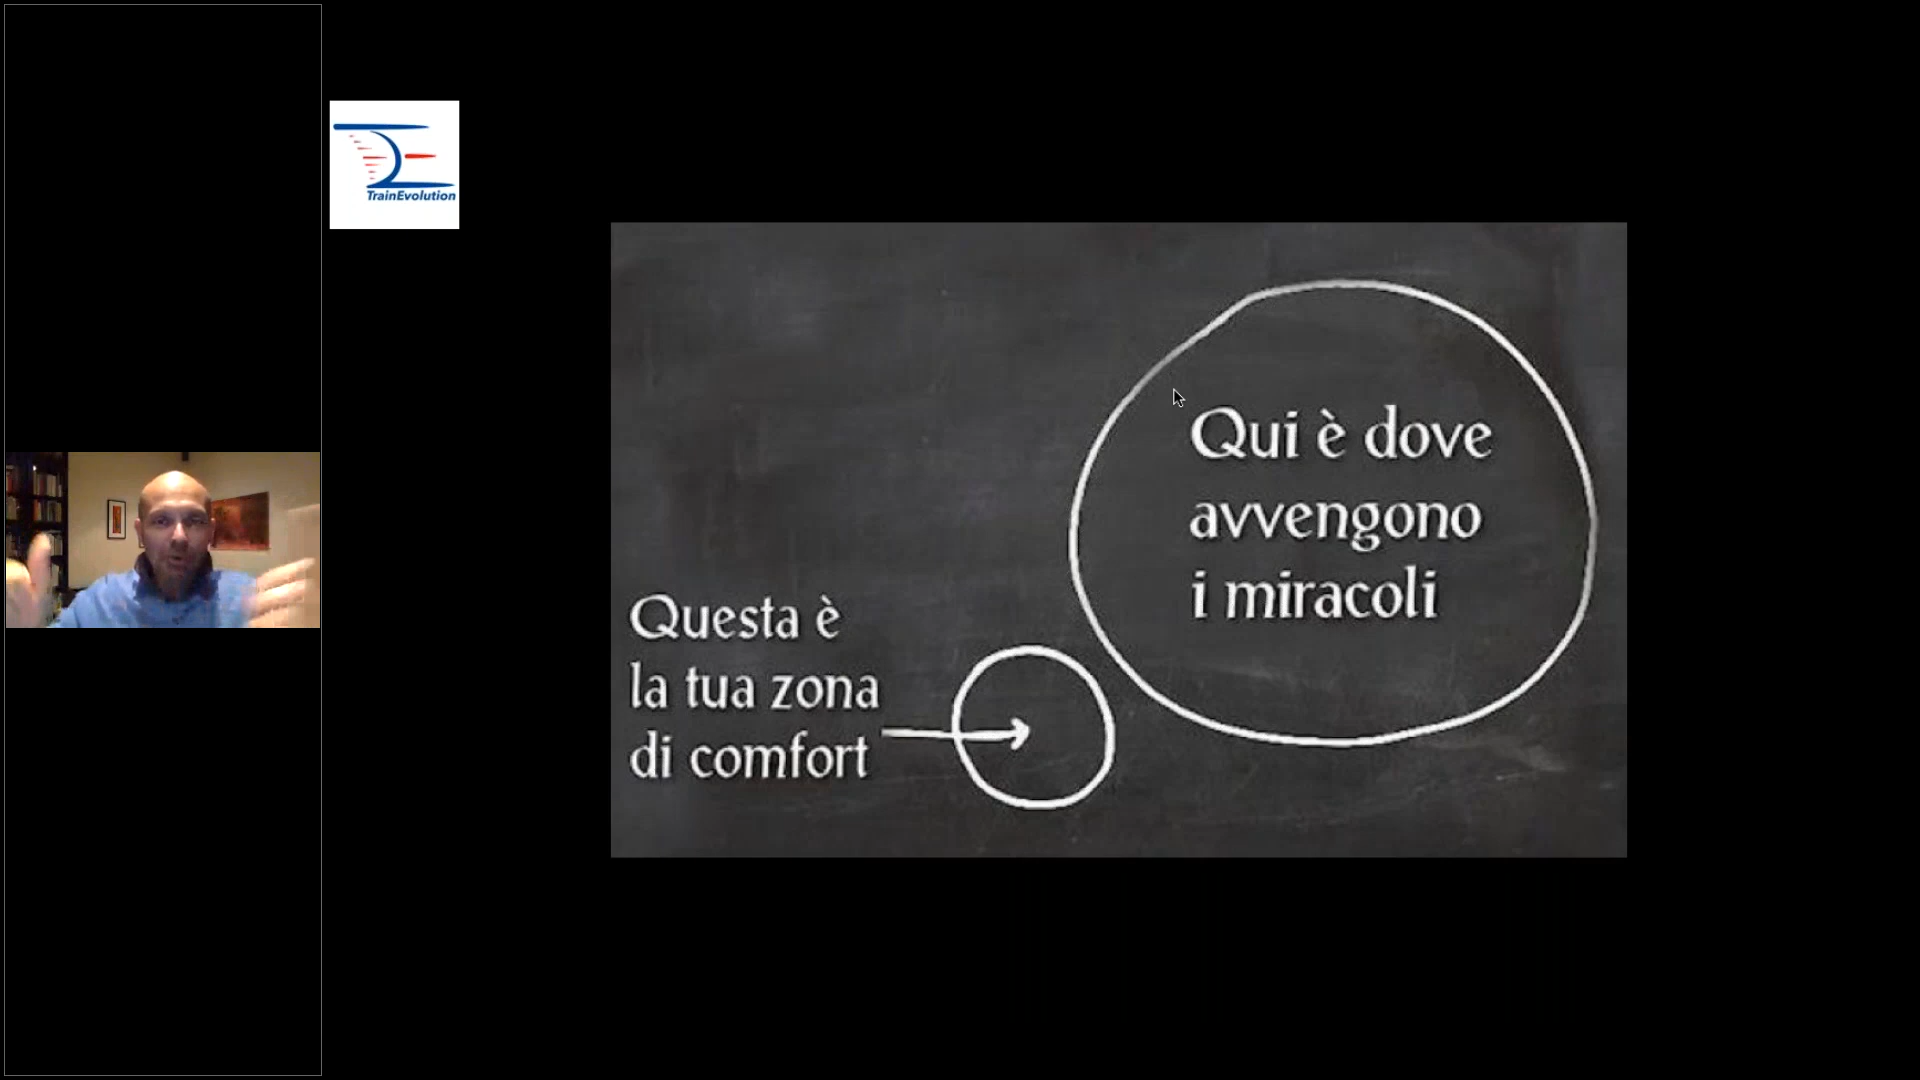 TrainEvolution
Qui è dove
avvengono
i miracoli
Questa è
la tua zona
di comfort